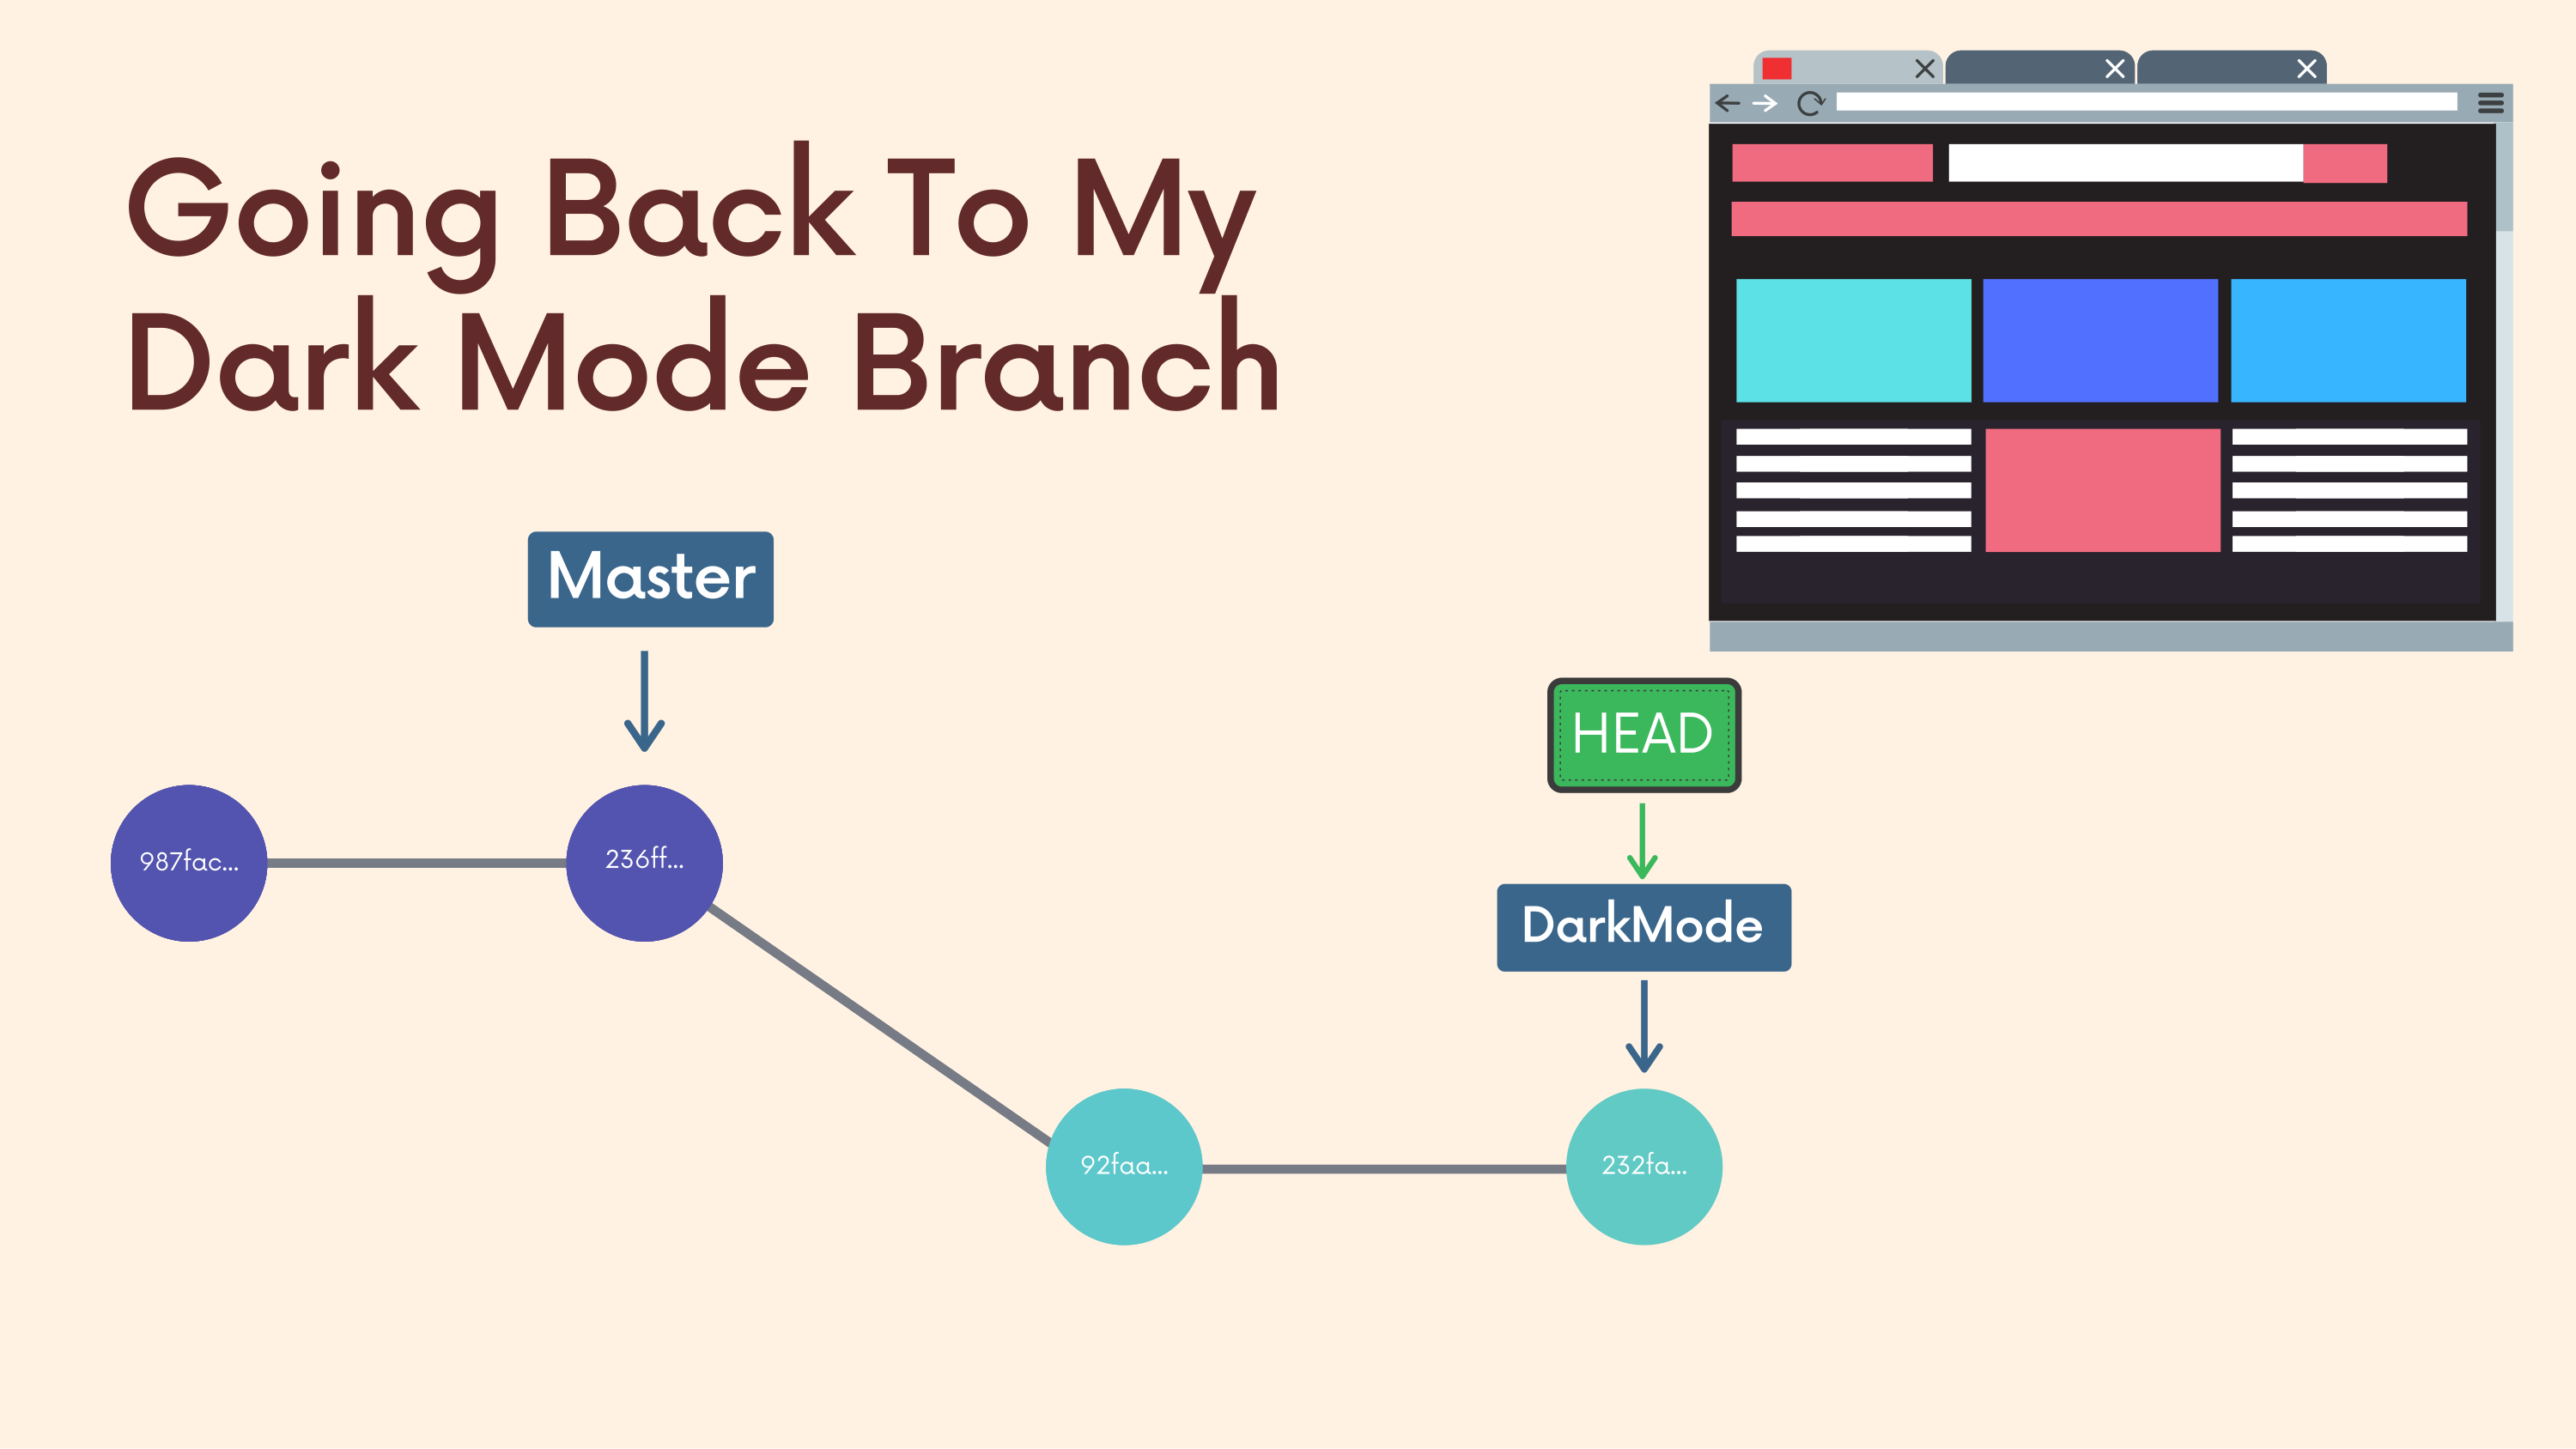 Going Back To My
Dark Mode Branch
Master
HEAD
987fac...
236ff...
DarkMode
92faa...
232fa...